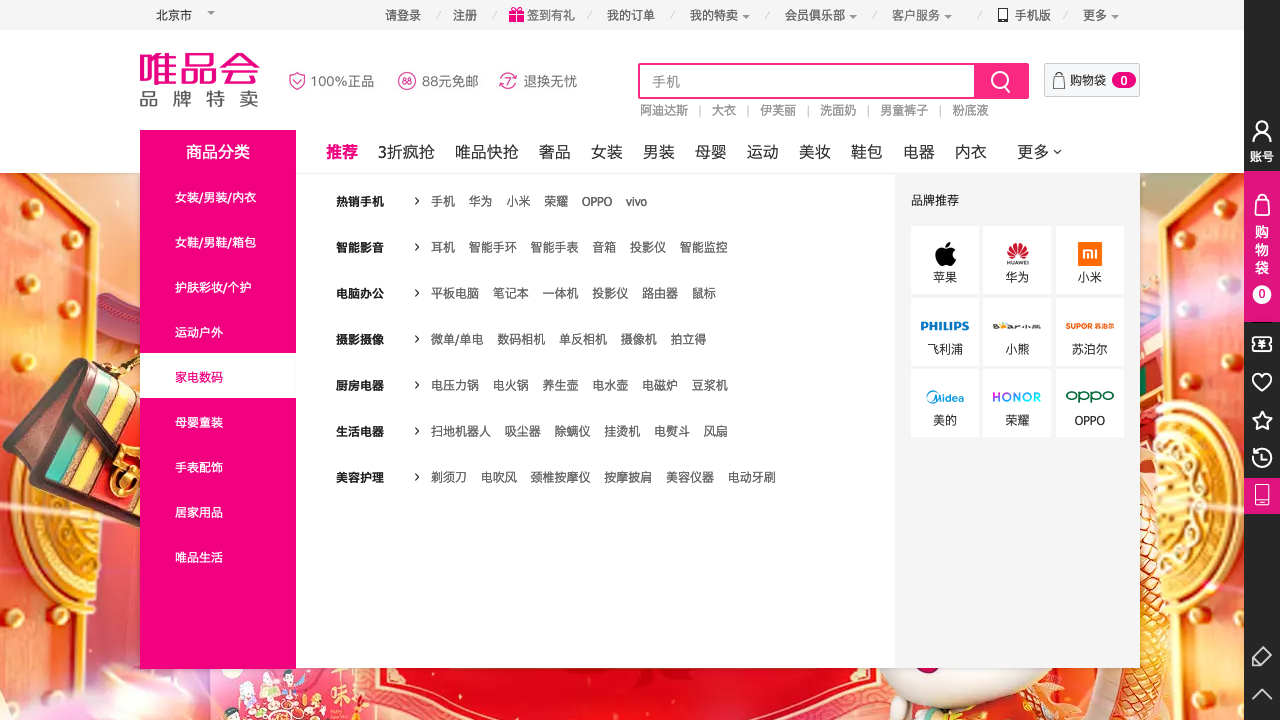 北京市 请登录 注册 签到有礼 我的订单 我的特卖 会员俱乐部 客户服务 手机版 更多
唯品会
品牌特卖
100%正品 88元免邮 退换无忧
手机
购物袋 0
阿迪达斯 | 大衣 | 伊芙丽 | 洗面奶 | 男童裤子 | 粉底液
商品分类 推荐 3折疯抢 唯品快抢 奢品 女装 男装 母婴 运动 美妆 鞋包 电器 内衣 更多
账号
购物袋
0
女装/男装/内衣
女鞋/男鞋/箱包
护肤彩妆/个护
运动户外
家电数码
母婴童装
手表配饰
居家用品
唯品生活
热销手机 手机 华为 小米 荣耀 OPPO vivo
智能影音 耳机 智能手环 智能手表 音箱 投影仪 智能监控
电脑办公 平板电脑 笔记本 一体机 投影仪 路由器 鼠标
摄影摄像 微单/单电 数码相机 单反相机 摄像机 拍立得
厨房电器 电压力锅 电火锅 养生壶 电水壶 电磁炉 豆浆机
生活电器 扫地机器人 吸尘器 除螨仪 挂烫机 电熨斗 风扇
美容护理 剃须刀 电吹风 颈椎按摩仪 按摩披肩 美容仪器 电动牙刷
品牌推荐
HUAWEI mi
苹果 华为 小米
PHILIPS SUPOR 苏泊尔
飞利浦 小熊 苏泊尔
Midea HONOR oppo
美的 荣耀 OPPO